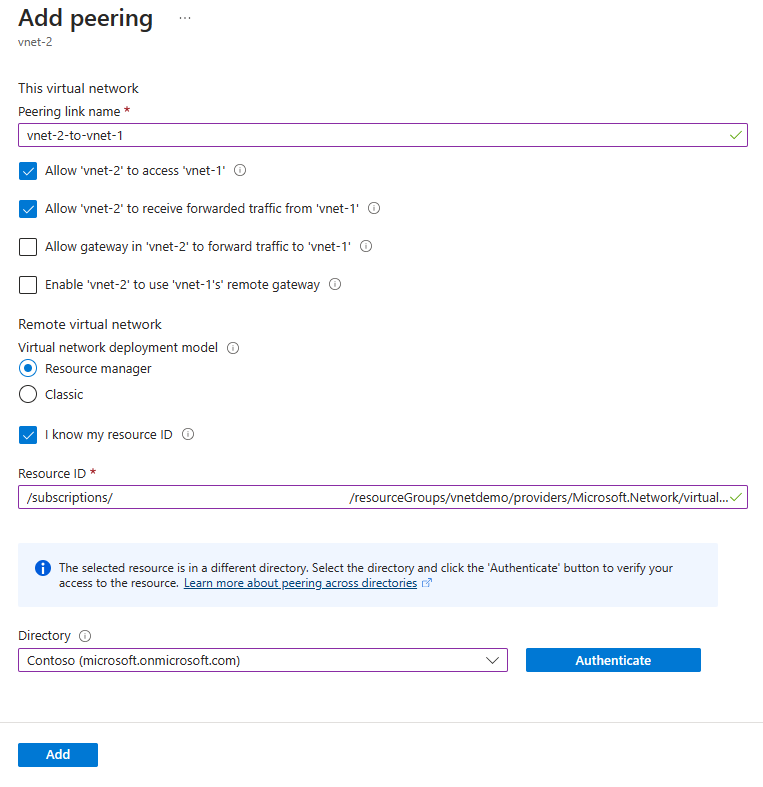 Add peering ...
vnet-2
This virtual network
Peering link name *
vnet-2-to-vnet-1
Allow 'vnet-2' to access 'vnet-1'
Allow 'vnet-2' to receive forwarded traffic from 'vnet-1'
Allow gateway in 'vnet-2' to forward traffic to 'vnet-1'
Enable 'vnet-2' to use 'vnet-1's' remote gateway
Remote virtual network
Virtual network deployment model
Resource manager
Classic
I know my resource ID
Resource ID *
/subscriptions/ /resourceGroups/vnetdemo/providers/Microsoft.Network/virtual...
The selected resource is in a different directory. Select the directory and click the 'Authenticate' button to verify your
access to the resource. Learn more about peering across directories
Directory
Contoso (microsoft.onmicrosoft.com)
Authenticate
Add